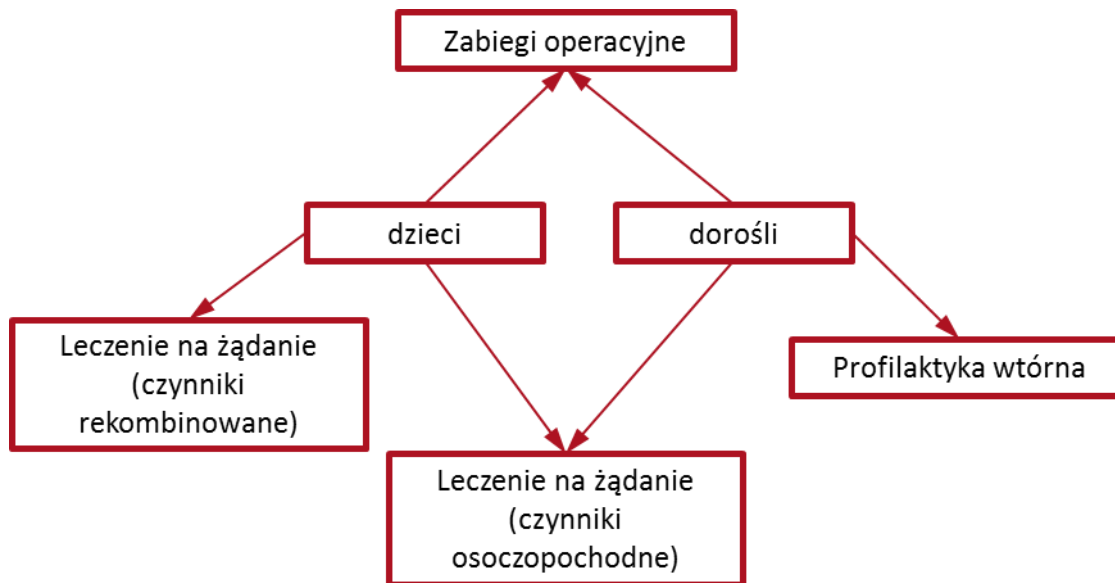 Zabiegi operacyjne
dzieci
dorośli
Leczenie na żądanie
(czynniki
rekombinowane)
Profilaktyka wtórna
Leczenie na żądanie
(czynniki
osoczopochodne)